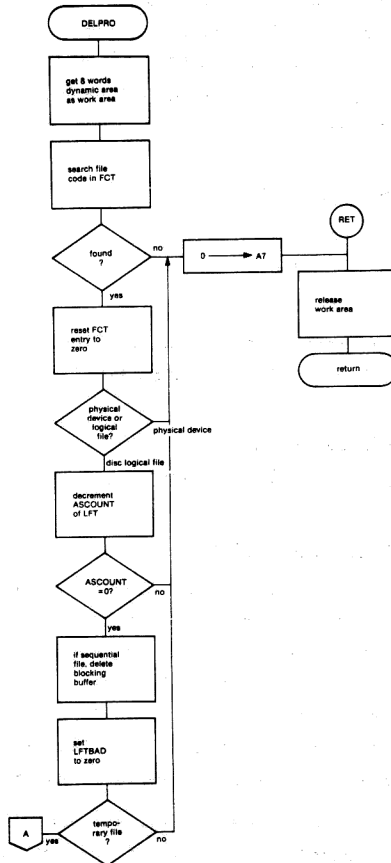 DELPRO
get 8 words
dynamic area
as work area
search file
code in FCT
found
?
no
0 → A7
RET
yes
release
work area
reset FCT
entry to
zero
return
physical
device or
logical
file?
physical device
disc logical file
decrement
ASCOUNT
of LFT
ASCOUNT
=0?
no
yes
if sequential
file, delete
blocking
buffer
set
LFTBAD
to zero
A
yes
tempo-
rary file
?
no